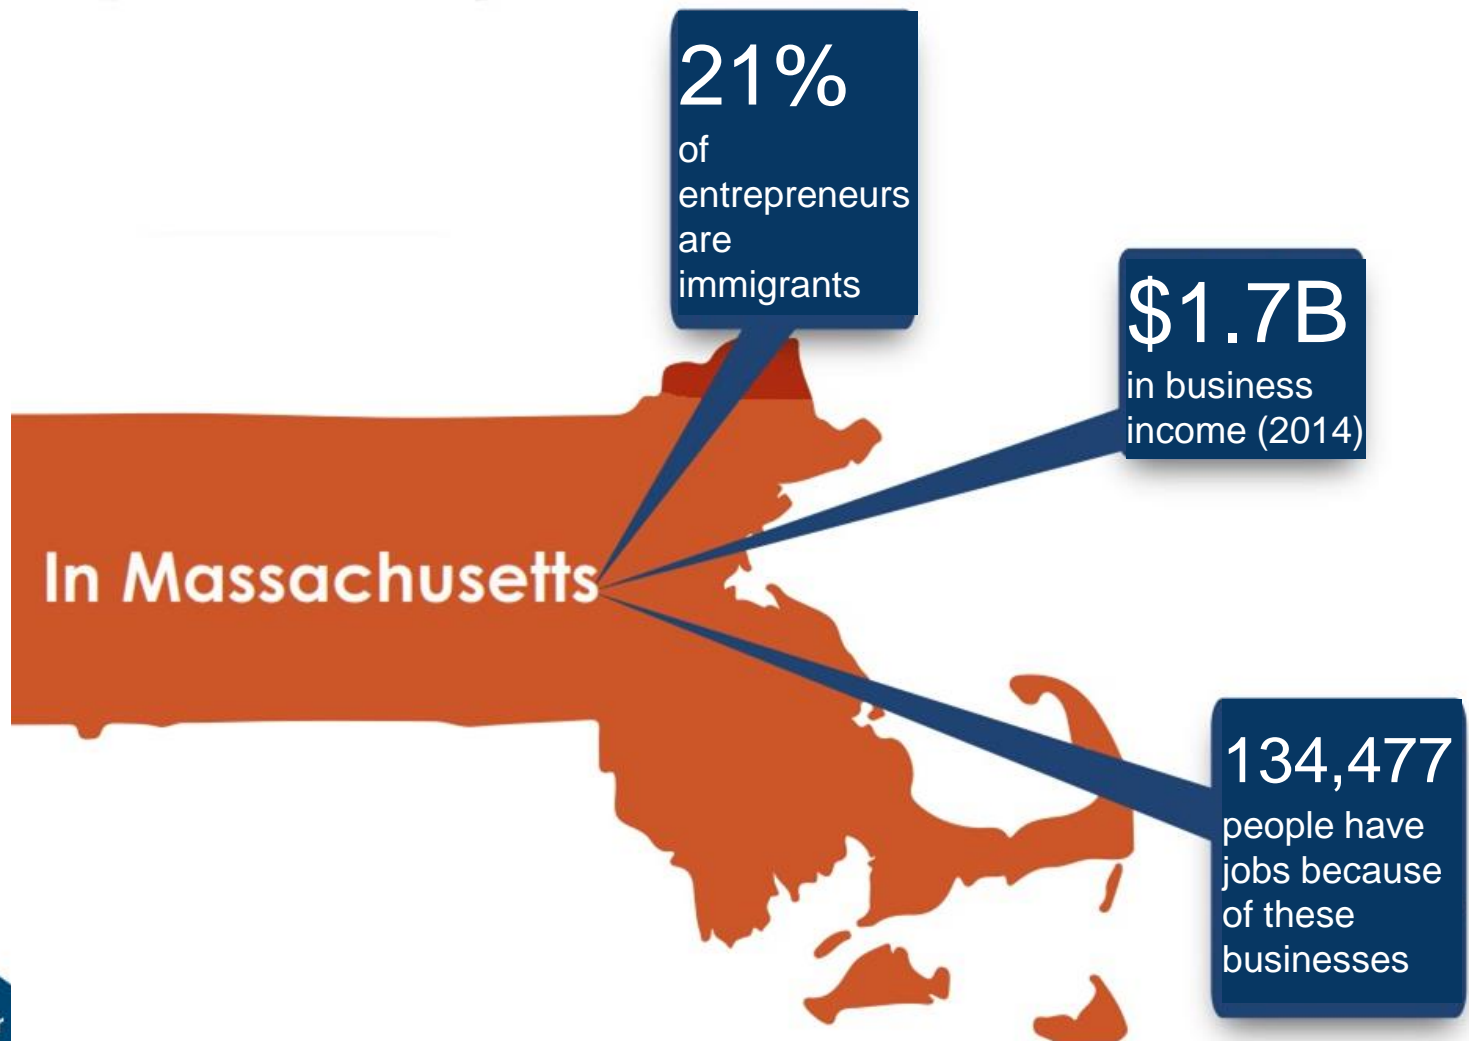 21%
of
entrepreneurs
are
immigrants
$1.7B
in business
income (2014)
In Massachusetts
134,477
people have
jobs because
of these
businesses